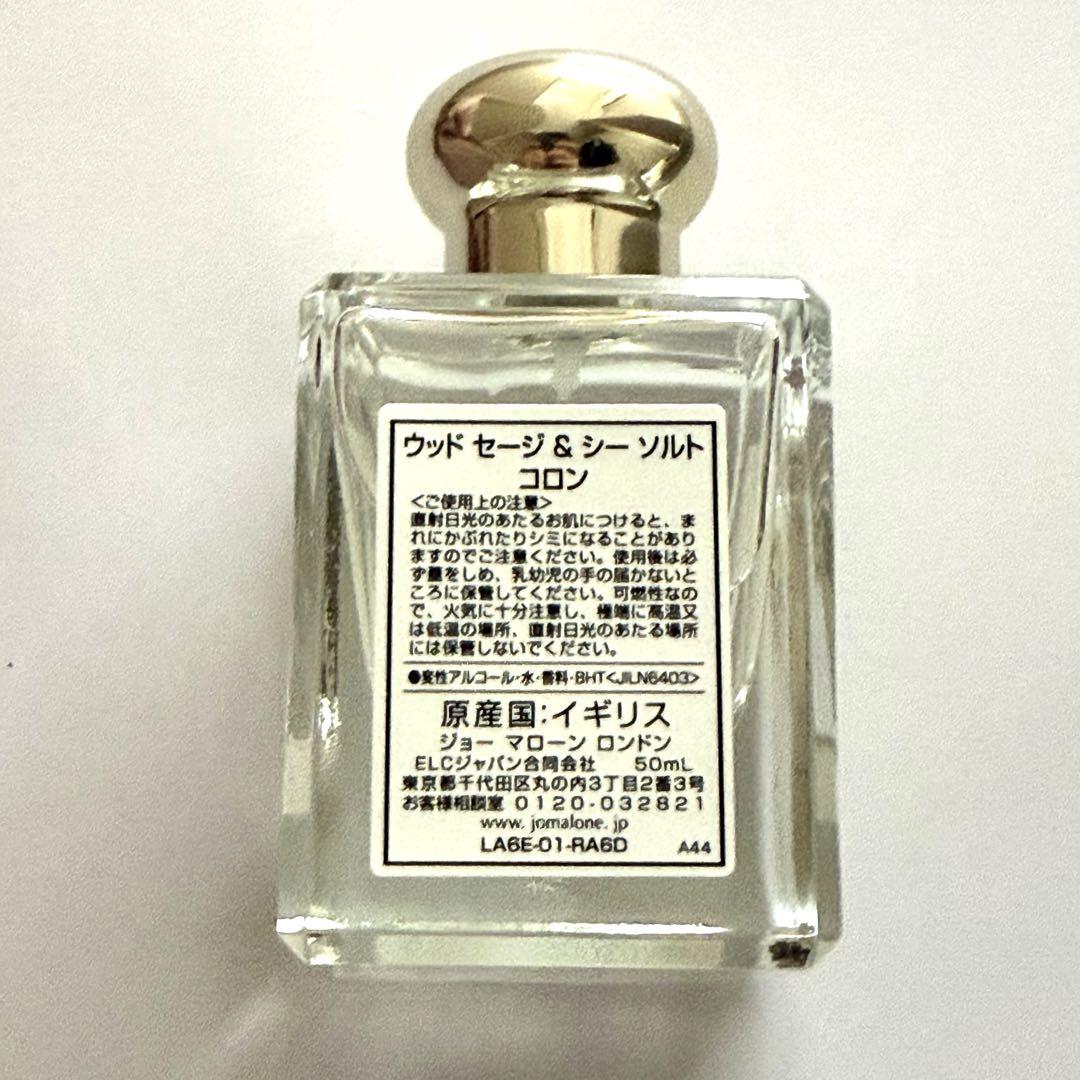 ウッド セージ & シー ソルト
コロン
<ご使用上の注意>
直射日光のあたるお肌につけると、ま
れにかぶれたりシミになることがあり
ますのでご注意ください。使用後は必
ず蓋をしめ、乳幼児の手の届かないと
ころに保管してください。可燃性なの
で、火気に十分注意し、極端に高温又
は低温の場所、直射日光のあたる場所
には保管しないでください。
●変性アルコール・水・香料・BHT<JILN6403>
原産国:イギリス
ジョー マローン ロンドン
ELCジャパン合同会社 50mL
東京都千代田区丸の内3丁目2番3号
お客様相談室 0120-032821
www.jomalone.jp
LA6E-01-RA6D A44